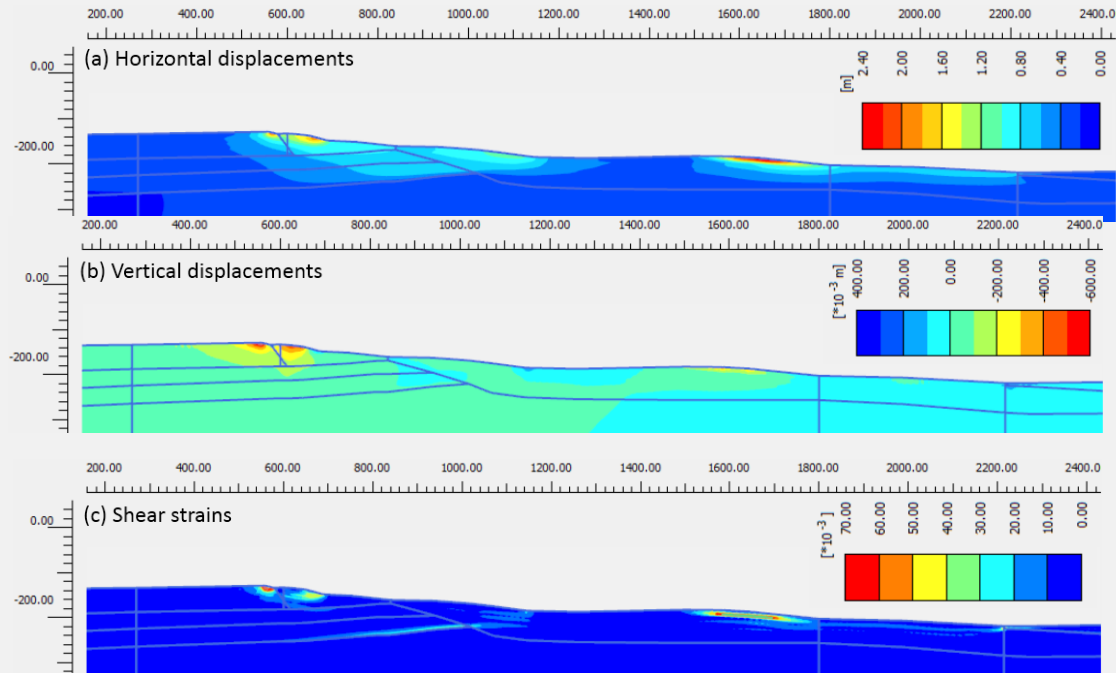 200.00 400.00 600.00 800.00 1000.00 1200.00 1400.00 1600.00 1800.00 2000.00 2200.00 2400.0
(a) Horizontal displacements
0.00
-200.00
[m]
2.40 2.00 1.60 1.20 0.80 0.40 0.00
200.00 400.00 600.00 800.00 1000.00 1200.00 1400.00 1600.00 1800.00 2000.00 2200.00 2400.0
(b) Vertical displacements
0.00
-200.00
[*10⁻³ m]
400.00 200.00 0.00 -200.00 -400.00 -600.00
200.00 400.00 600.00 800.00 1000.00 1200.00 1400.00 1600.00 1800.00 2000.00 2200.00 2400.0
(c) Shear strains
0.00
-200.00
[*10⁻³ ]
70.00 60.00 50.00 40.00 30.00 20.00 10.00 0.00